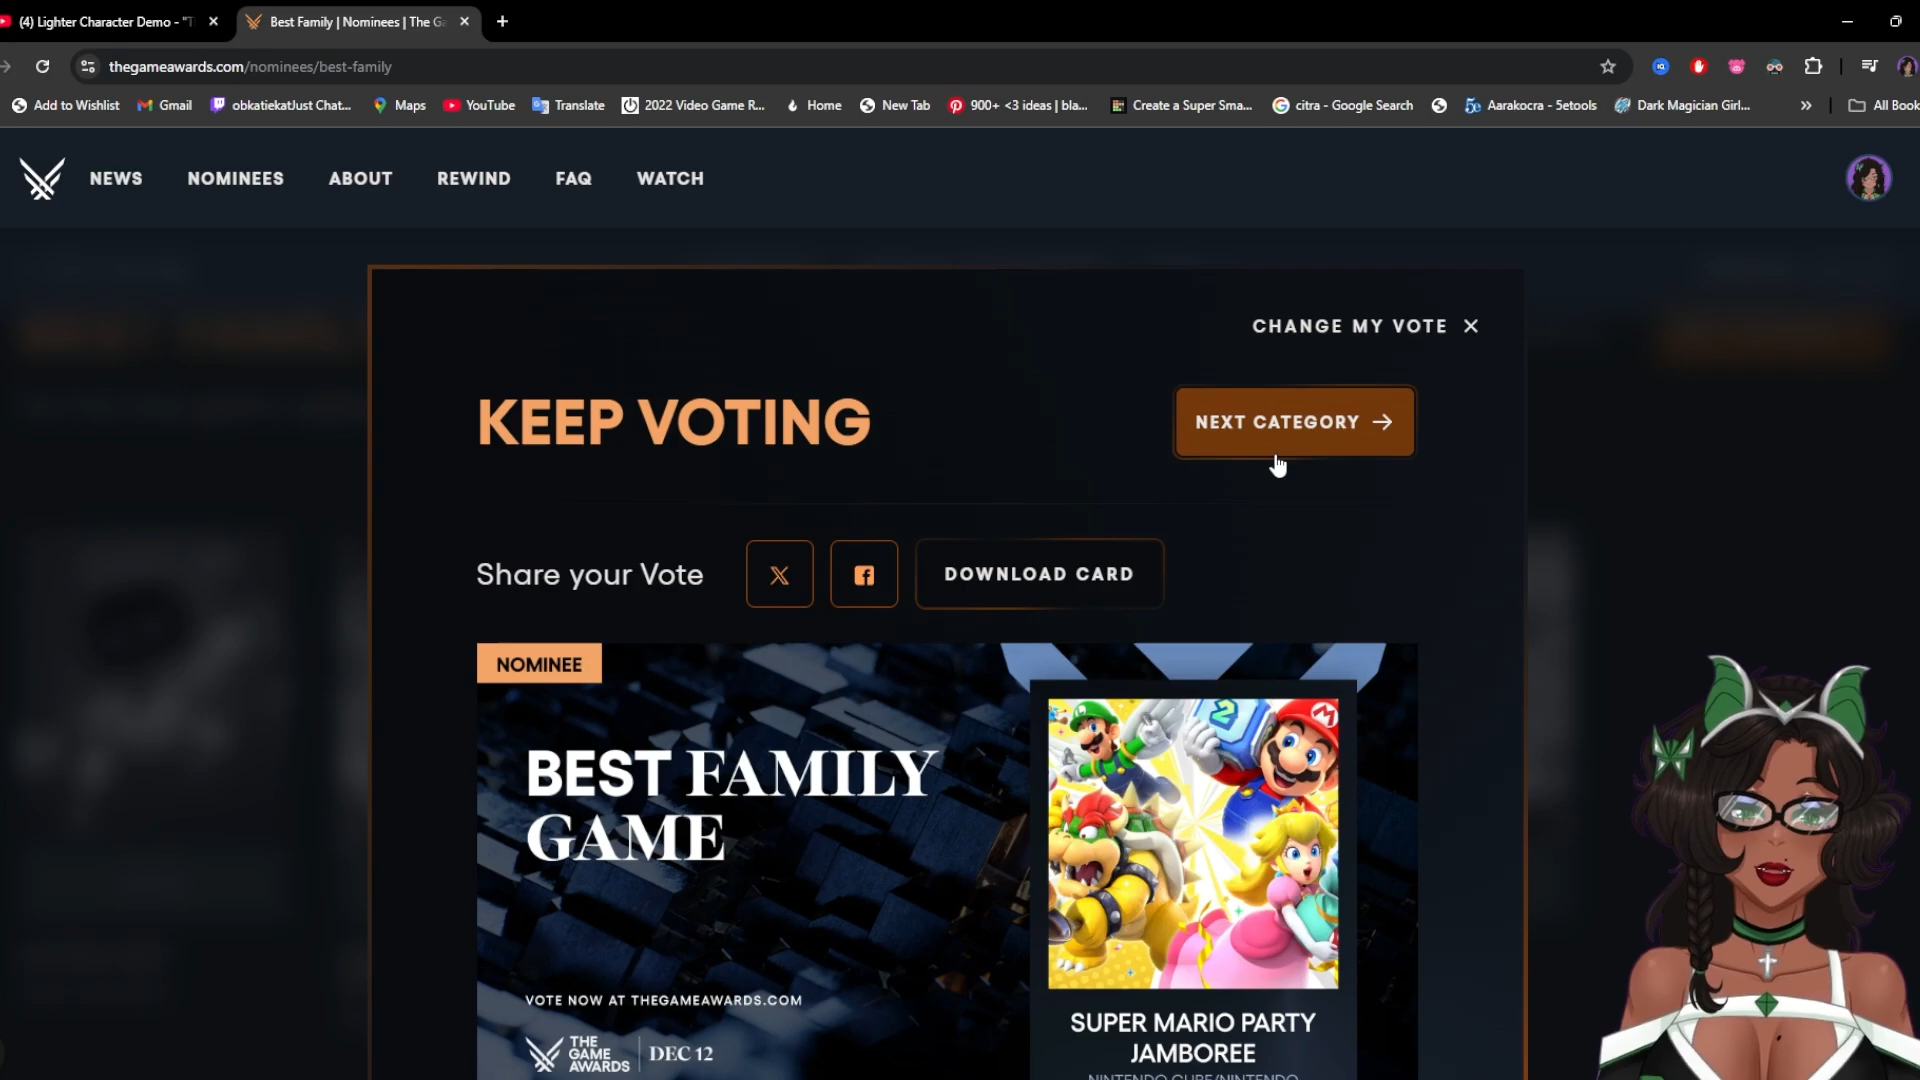 (4) Lighter Character Demo - "T
Best Family | Nominees | The Ga
thegameawards.com/nominees/best-family
Add to Wishlist
Gmail
obkatiekatJust Chat...
Maps
YouTube
Translate
2022 Video Game R...
Home
New Tab
900+ <3 ideas | bla...
Create a Super Sma...
citra - Google Search
Aarakocra - 5etools
Dark Magician Girl...
»
All Book
NEWS
NOMINEES
ABOUT
REWIND
FAQ
WATCH
CHANGE MY VOTE
KEEP VOTING
NEXT CATEGORY
Share your Vote
DOWNLOAD CARD
NOMINEE
BEST FAMILY
GAME
VOTE NOW AT THEGAMEAWARDS.COM
THE
GAME
AWARDS
DEC 12
SUPER MARIO PARTY
JAMBOREE
NINTENDO CUBE/NINTENDO